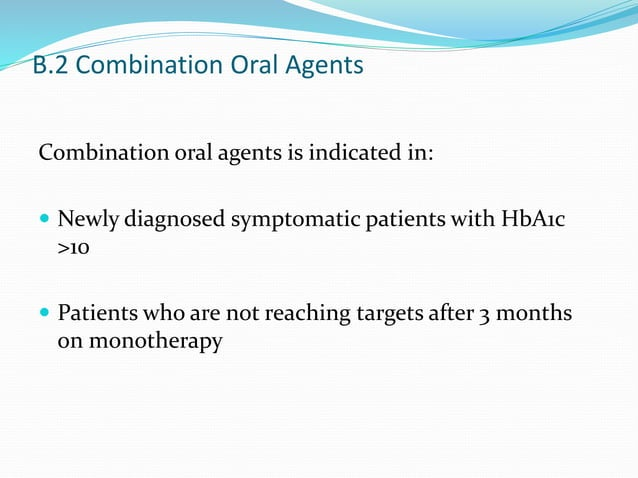 B.2 Combination Oral Agents
Combination oral agents is indicated in:
Newly diagnosed symptomatic patients with HbA1c
>10
Patients who are not reaching targets after 3 months
on monotherapy